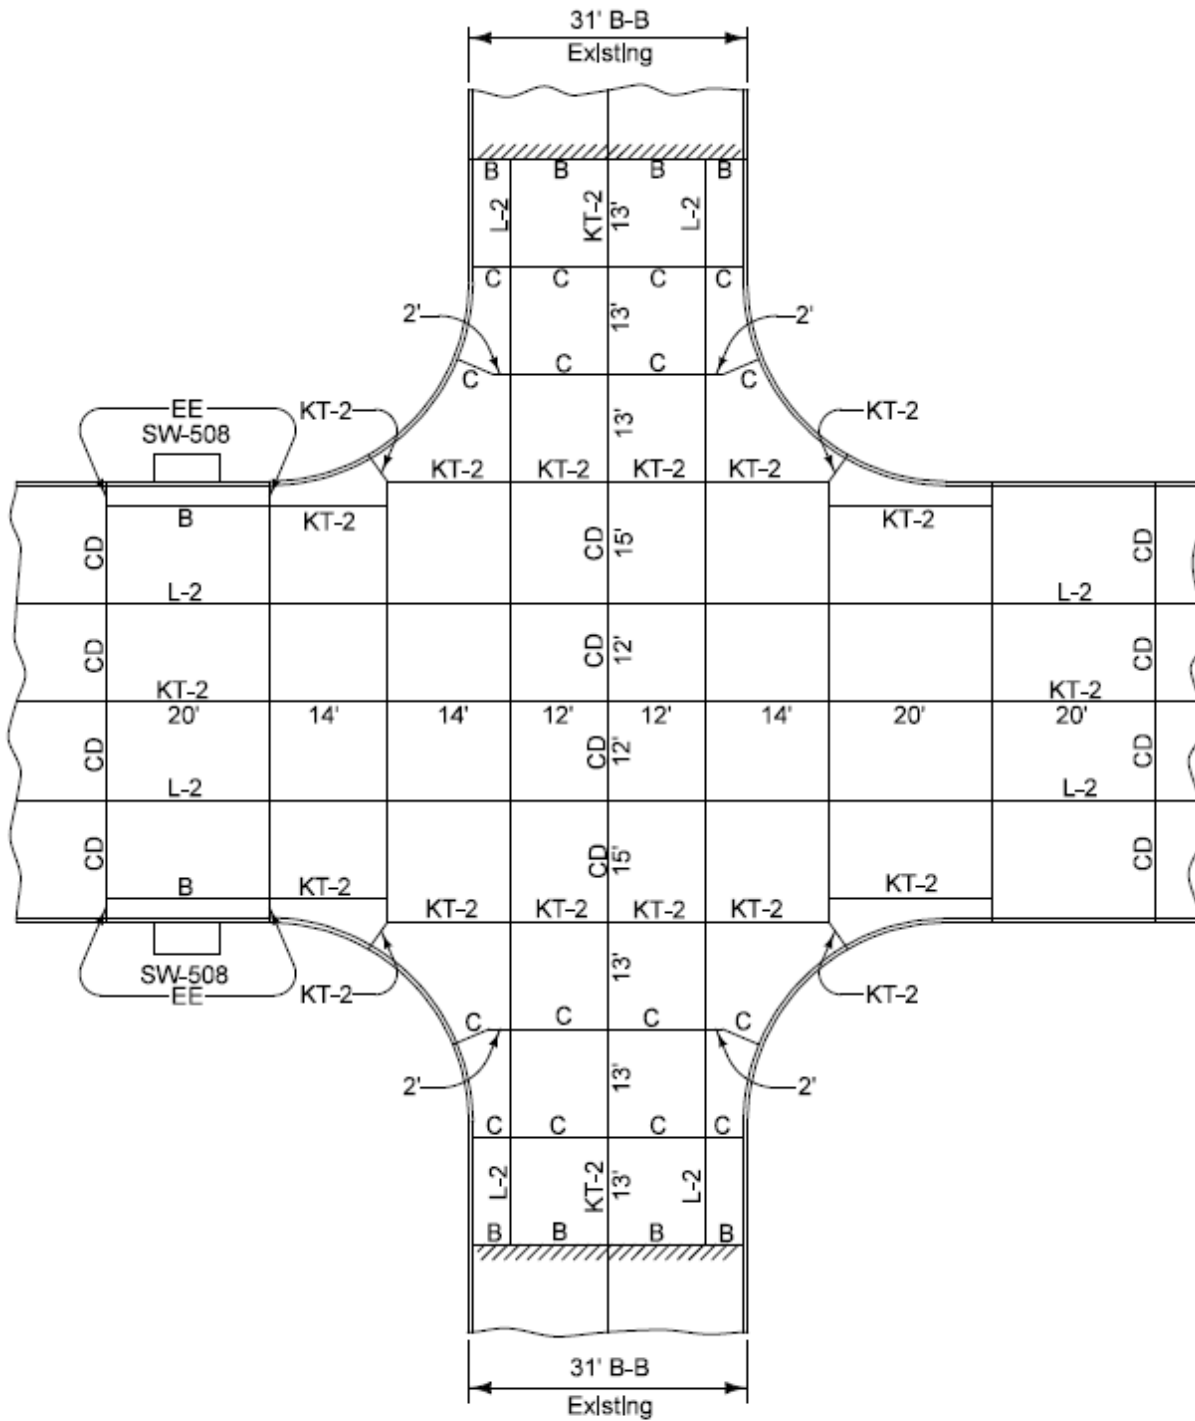 31' B-B
Existing
B B B B
L-2 KT-2 13' L-2
C C C C
2' 13' 2'
C C C C
EE KT-2 13' KT-2
SW-508
KT-2 KT-2 KT-2 KT-2
B KT-2 KT-2
CD CD 15' CD
L-2 L-2
CD CD 12' CD
KT-2 KT-2
20' 14' 14' 12' 12' 14' 20' 20'
CD CD 12' CD
L-2 L-2
CD CD 15' CD
B KT-2 KT-2
KT-2 KT-2 KT-2 KT-2
SW-508 13'
EE KT-2 KT-2
C C C C
2' 13' 2'
C C C C
L-2 KT-2 13' L-2
B B B B
31' B-B
Existing